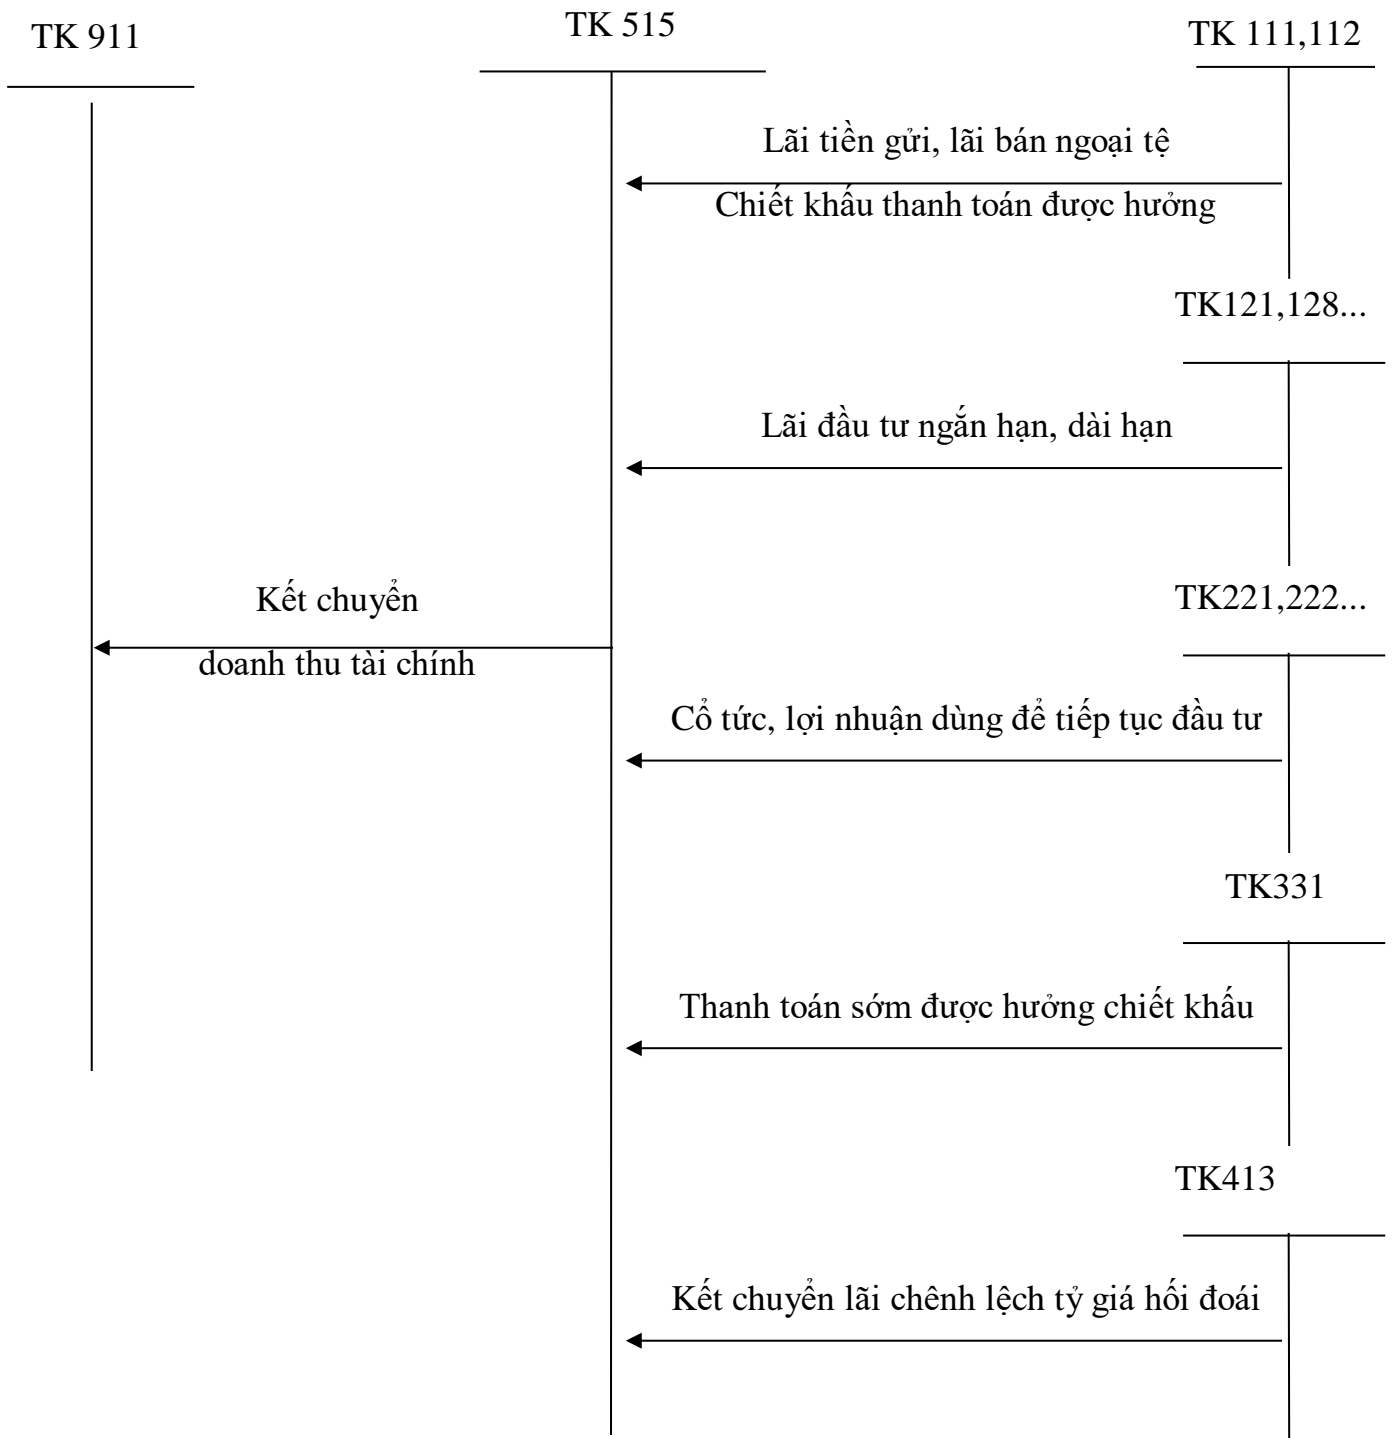 TK 911
TK 515
TK 111,112
Lãi tiền gửi, lãi bán ngoại tệ
Chiết khấu thanh toán được hưởng
TK121,128...
Lãi đầu tư ngắn hạn, dài hạn
Kết chuyển
doanh thu tài chính
TK221,222...
Cổ tức, lợi nhuận dùng để tiếp tục đầu tư
TK331
Thanh toán sớm được hưởng chiết khấu
TK413
Kết chuyển lãi chênh lệch tỷ giá hối đoái